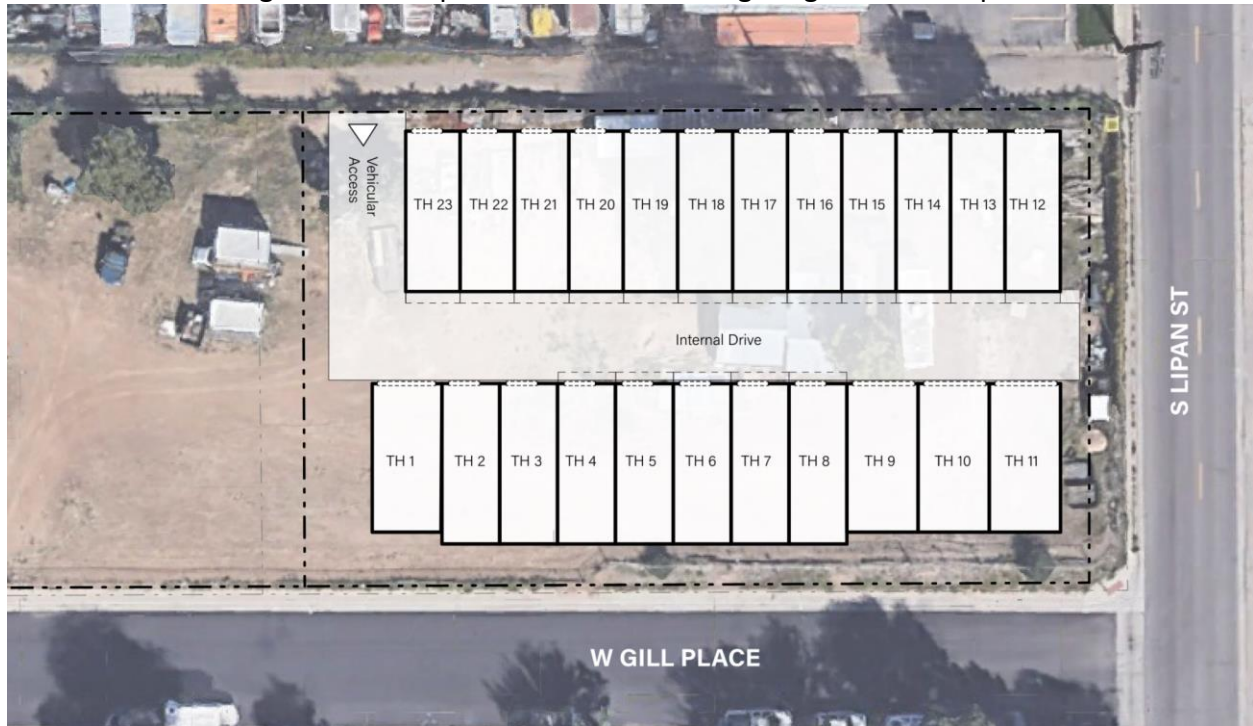 Vehicular
Access
TH 23
TH 22
TH 21
TH 20
TH 19
TH 18
TH 17
TH 16
TH 15
TH 14
TH 13
TH 12
Internal Drive
TH 1
TH 2
TH 3
TH 4
TH 5
TH 6
TH 7
TH 8
TH 9
TH 10
TH 11
S LIPAN ST
W GILL PLACE